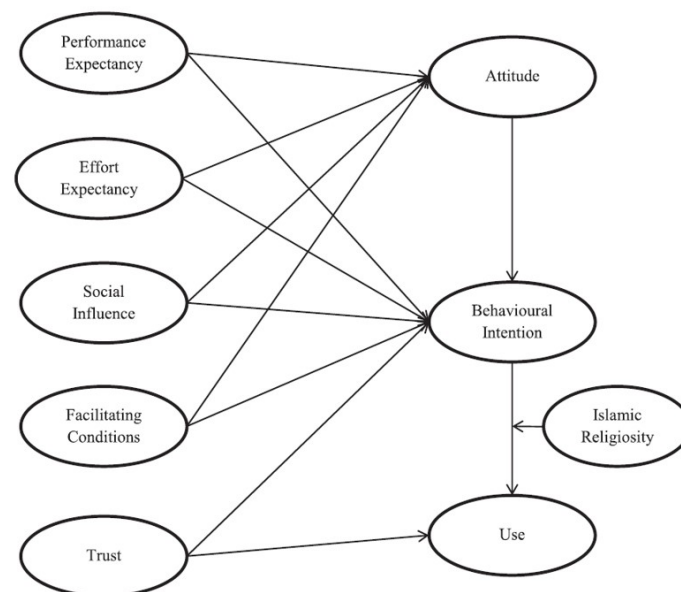 Performance
Expectancy
Attitude
Effort
Expectancy
Social
Influence
Behavioural
Intention
Facilitating
Conditions
Islamic
Religiosity
Trust
Use